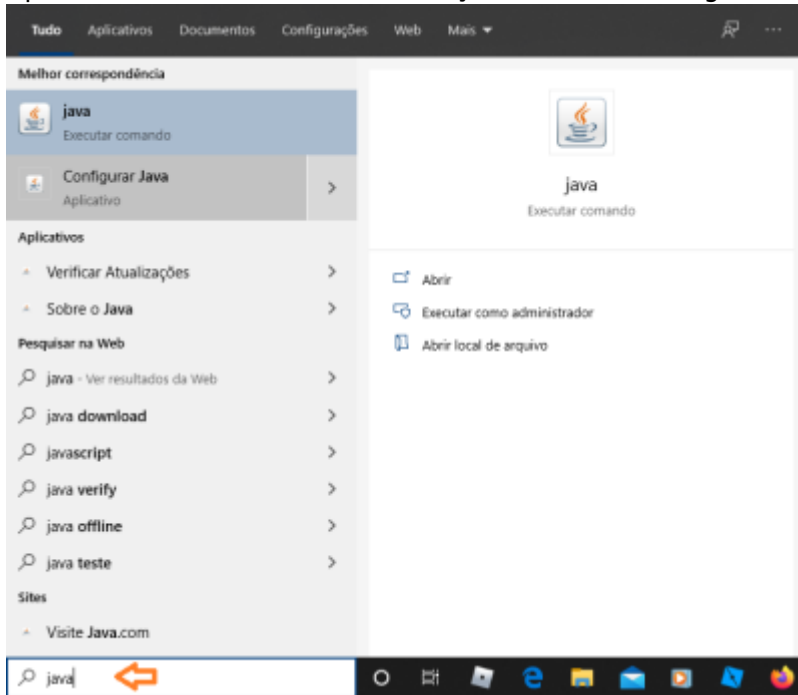 Tudo Aplicativos Documentos Configurações Web Mais
Melhor correspondência
java
Executar comando
Configurar Java
Aplicativo
Aplicativos
Verificar Atualizações
Sobre o Java
Pesquisar na Web
java - Ver resultados da Web
java download
javascript
java verify
java offline
java teste
Sites
Visite Java.com
java
java
Executar comando
Abrir
Executar como administrador
Abrir local de arquivo